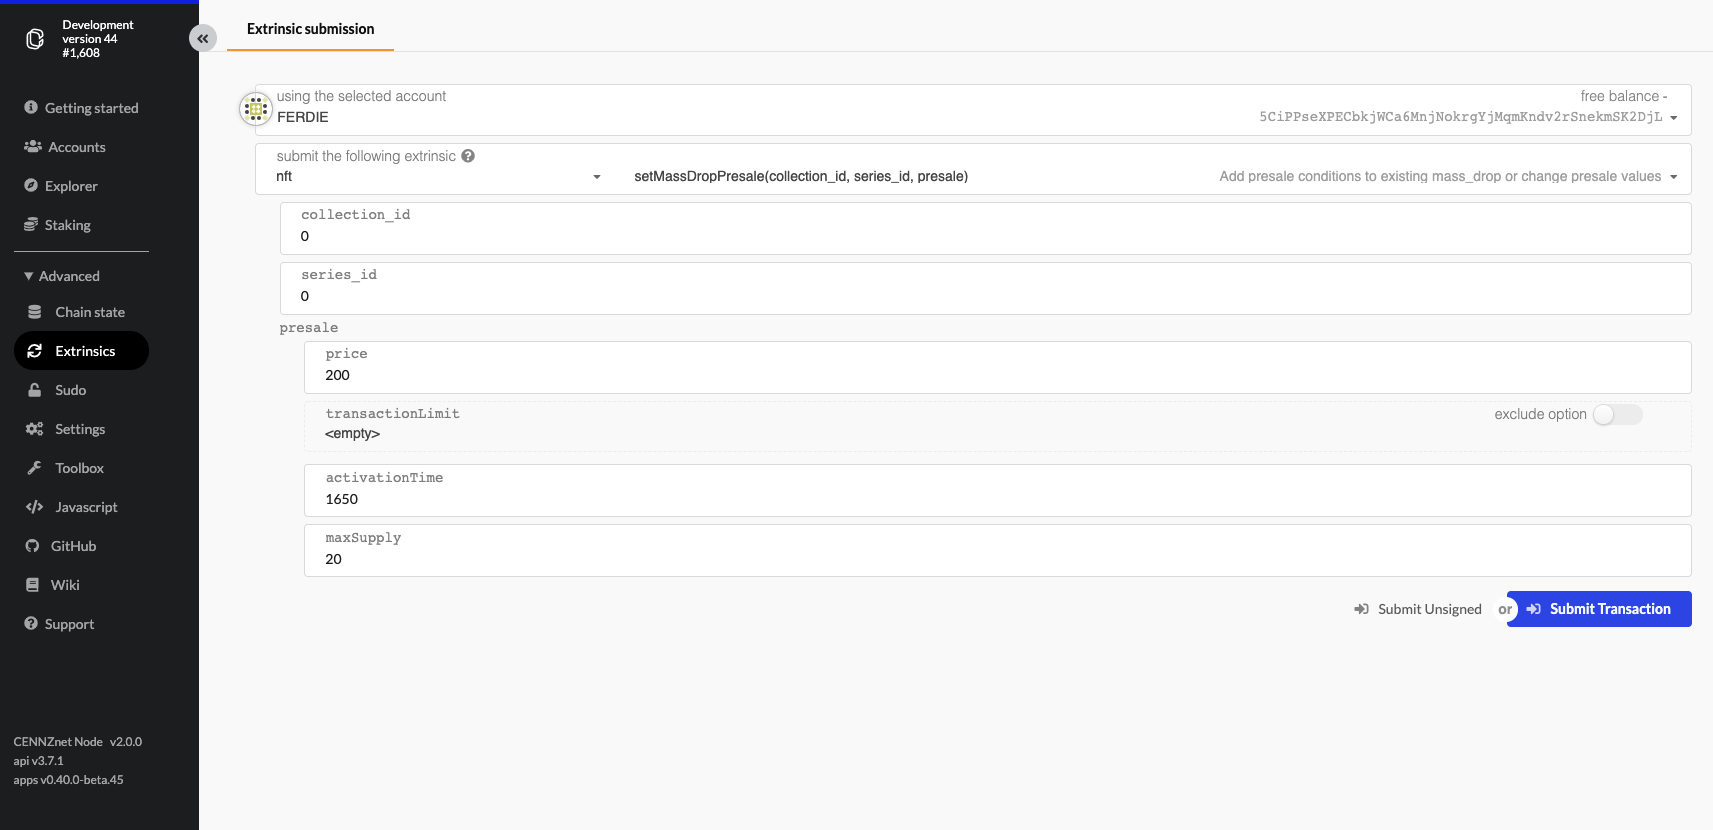 Development
version 44
#1,608
Getting started
Accounts
Explorer
Staking
Advanced
Chain state
Extrinsics
Sudo
Settings
Toolbox
Javascript
GitHub
Wiki
Support
CENNZnet Node v2.0.0
api v3.7.1
apps v0.40.0-beta.45
Extrinsic submission
using the selected account
free balance -
FERDIE
5CiPPseXPECbkjWCa6MnjNokrgYjMqmKndv2rSnekmSK2DjL
submit the following extrinsic
nft
setMassDropPresale(collection_id, series_id, presale)
Add presale conditions to existing mass_drop or change presale values
collection_id
0
series_id
0
presale
price
200
transactionLimit
exclude option
<empty>
activationTime
1650
maxSupply
20
Submit Unsigned or Submit Transaction